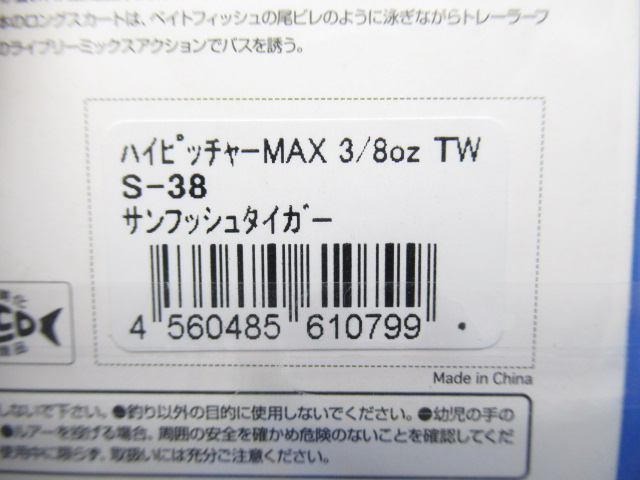 水のロングスカートは、ベイトフィッシュの尾ビレのように泳ぎながらトレーラーフ
のライブリーミックスアクションでバスを誘う。
ﾊｲﾋﾟｯﾁｬｰMAX 3/8oz TW
S-38
ｻﾝﾌｯｼｭﾀｲｶﾞｰ
4 560485 610799
Made in China
しないで下さい。●釣り以外の目的に使用しないでください。●幼児の手の
●ルアーを投げる場合、周囲の安全を確かめ危険のないことを確認してくだ
使用中に限らず、取扱いには充分ご注意ください。